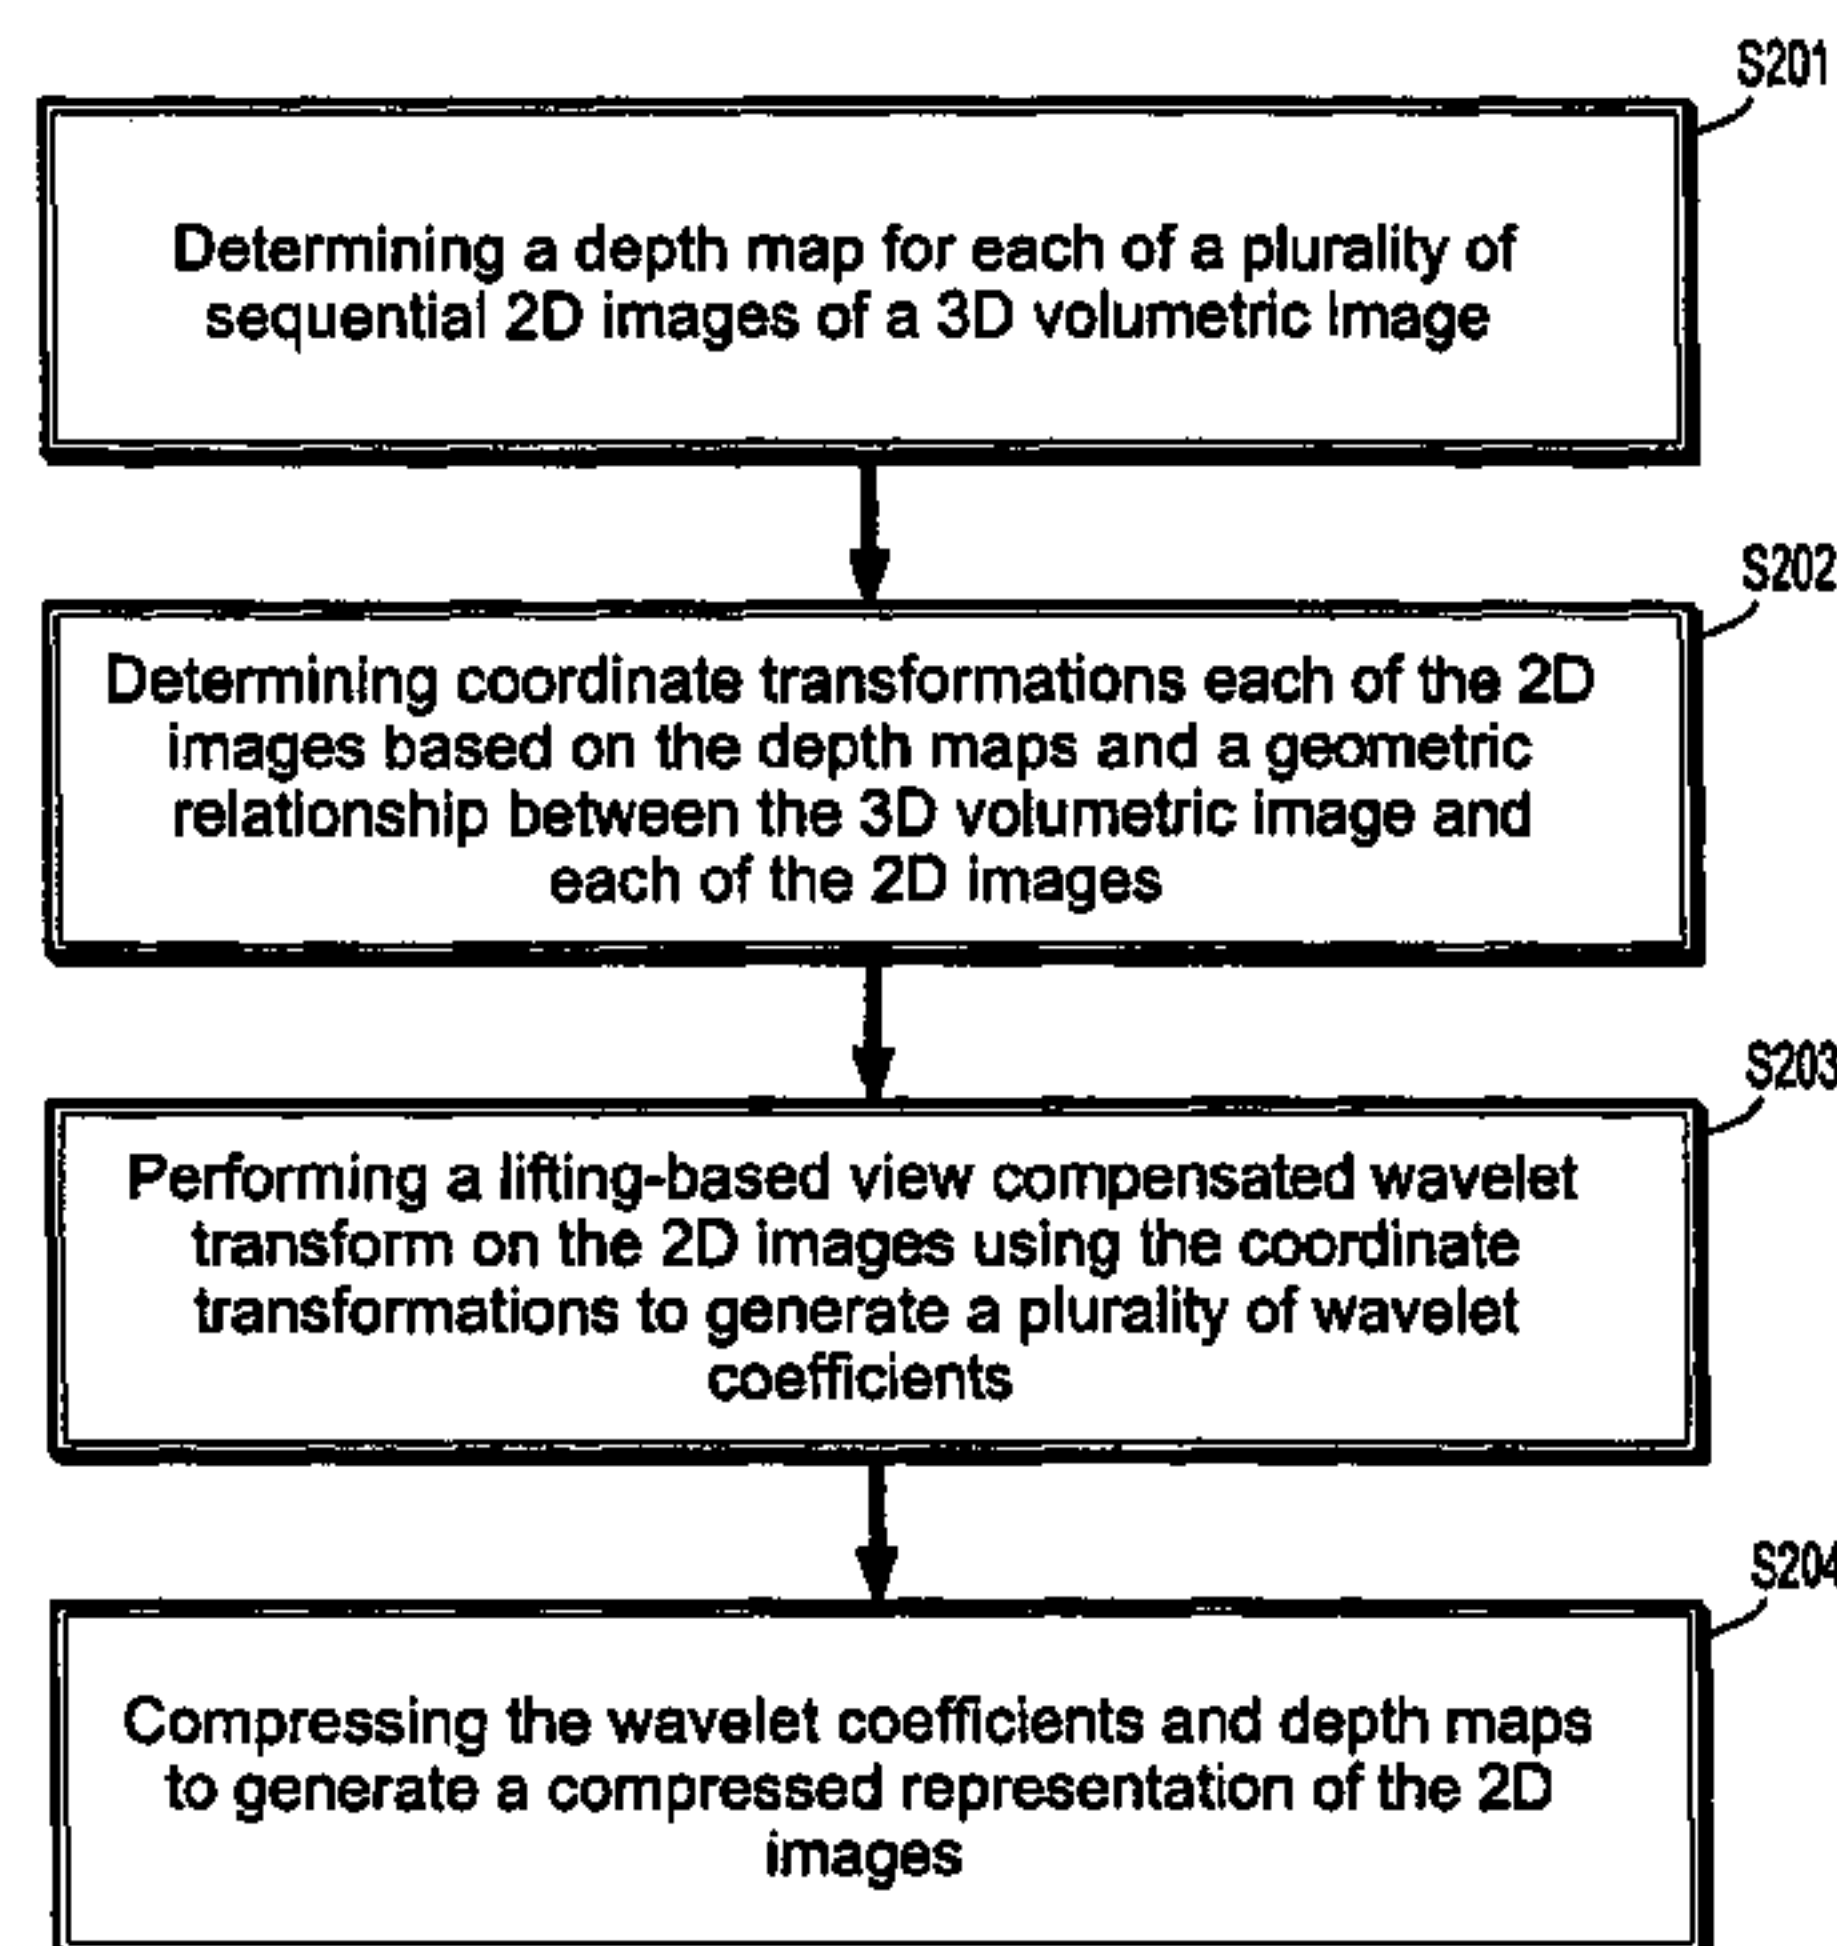 S201
Determining a depth map for each of a plurality of
sequential 2D images of a 3D volumetric image
S202
Determining coordinate transformations each of the 2D
images based on the depth maps and a geometric
relationship between the 3D volumetric image and
each of the 2D images
S203
Performing a lifting-based view compensated wavelet
transform on the 2D images using the coordinate
transformations to generate a plurality of wavelet
coefficients
S204
Compressing the wavelet coefficients and depth maps
to generate a compressed representation of the 2D
images